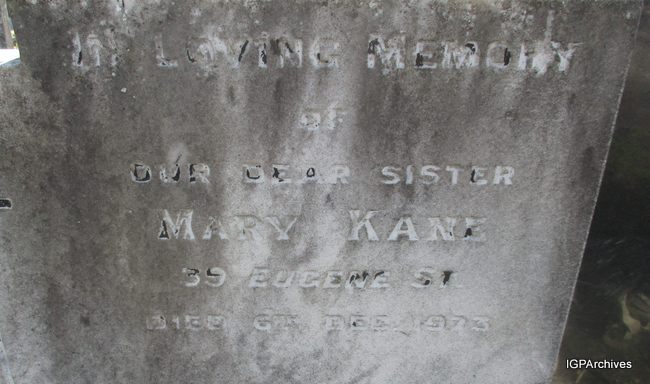 IN LOVING MEMORY
OF
OUR DEAR SISTER
MARY KANE
39 EUGENE ST.
DIED 6TH DEC. 1973
IGPArchives